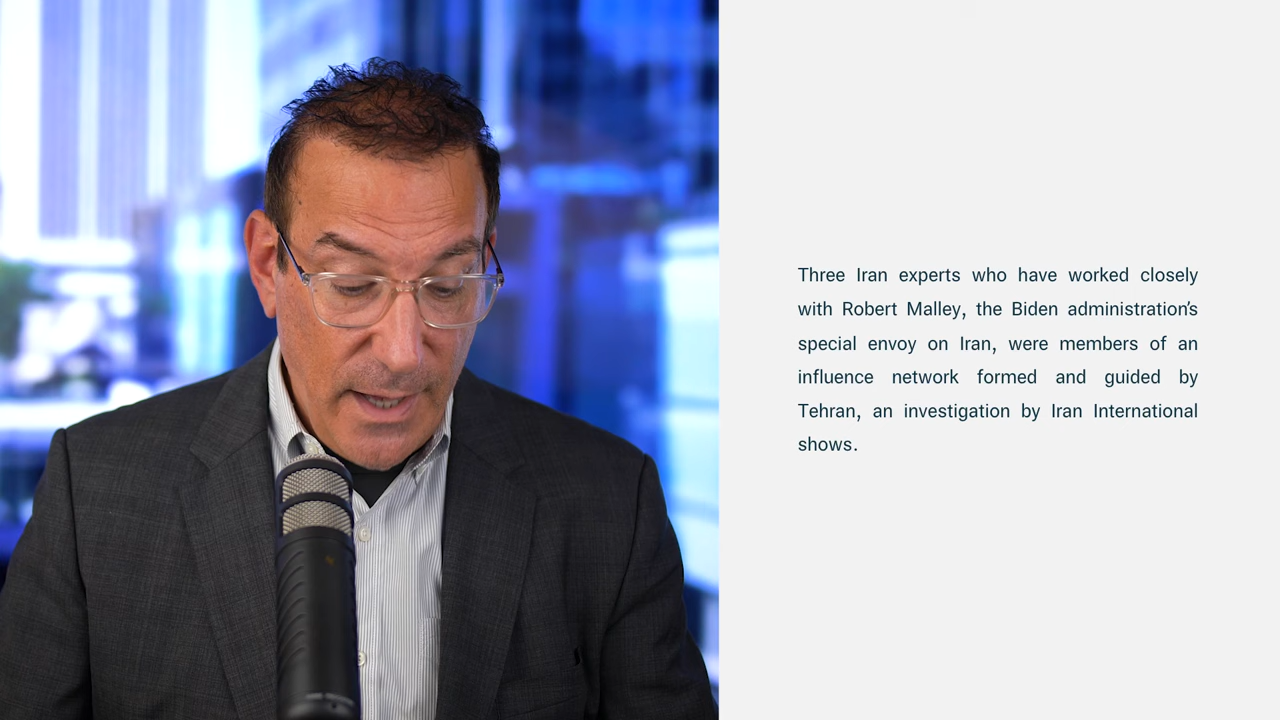 Three Iran experts who have worked closely
with Robert Malley, the Biden administration's
special envoy on Iran, were members of an
influence network formed and guided by
Tehran, an investigation by Iran International
shows.